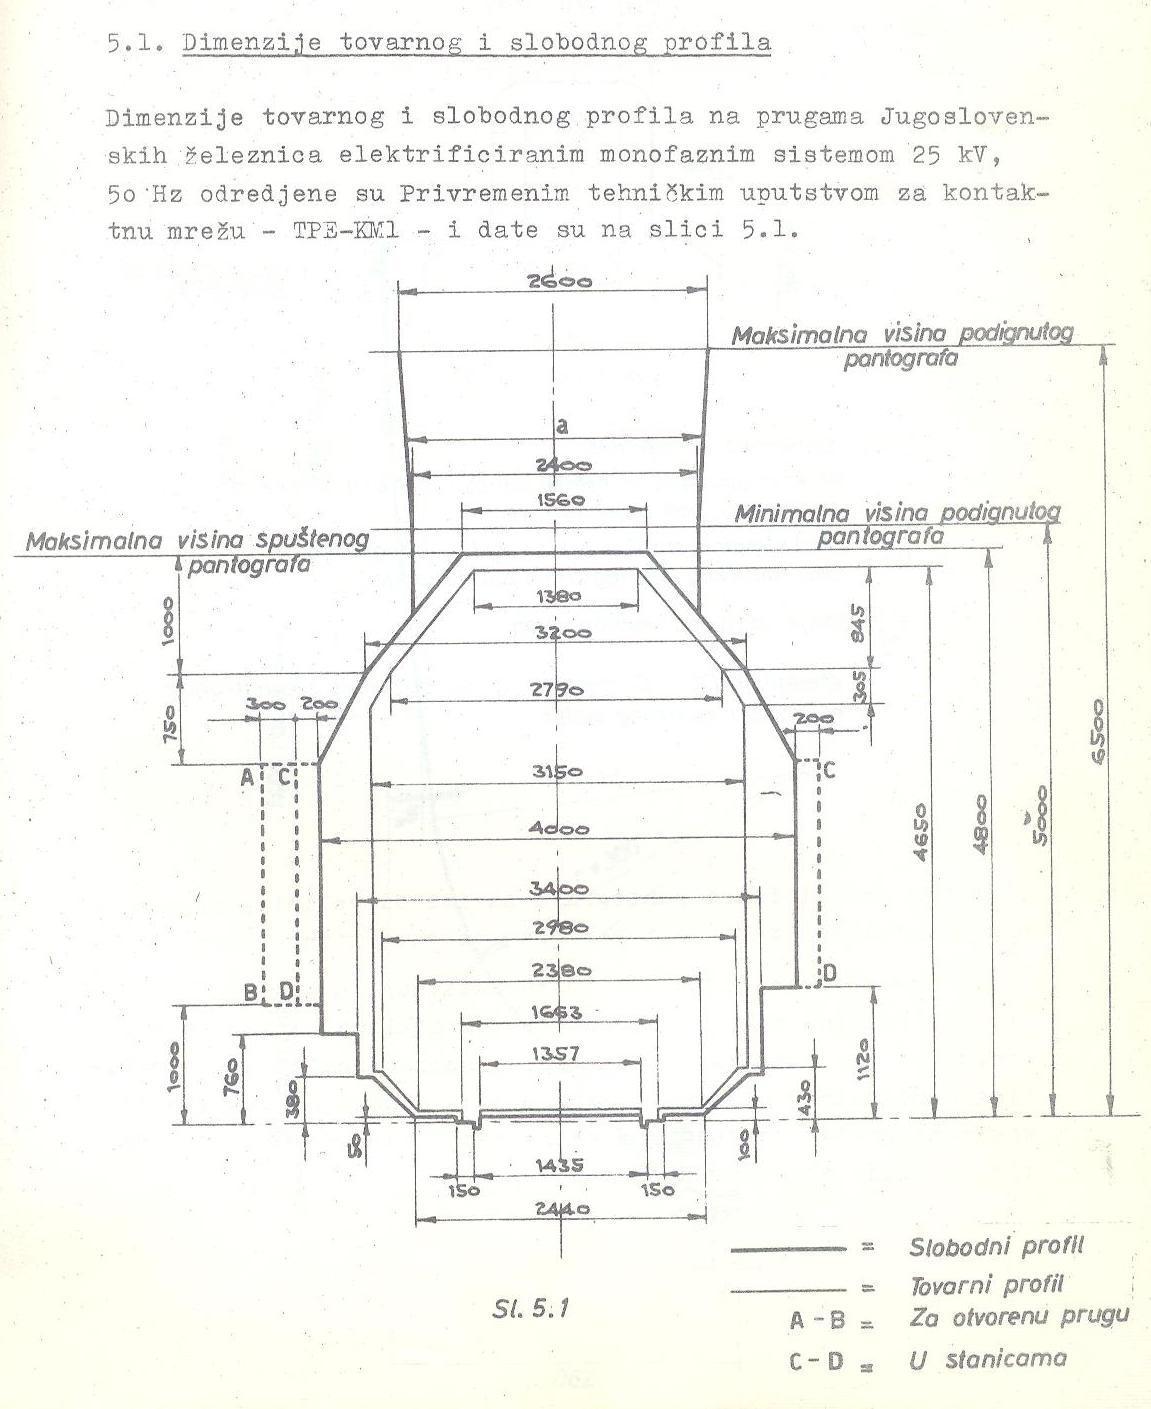 5.1. Dimenzije tovarnog i slobodnog profila
Dimenzije tovarnog i slobodnog profila na prugama Jugosloven-
skih železnica elektrificiranim monofaznim sistemom 25 kV,
5o Hz odredjene su Privremenim tehničkim uputstvom za kontak-
tnu mrežu - TPE-KM1 - i date su na slici 5.1.
2600
Maksimalna visina podignutog
pantografa
a
2400
1560
Minimalna visina podignutog
pantografa
Maksimalna visina spuštenog
pantografa
1380
3200
2790
1000
750
300 200
845
305
200
A C
C
3150
4000
3400
2980
2380
1663
1357
B D
D
4650
4800
5000
6500
1000
760
380
50
1120
430
100
1435
150
150
2440
Sl. 5.1
= Slobodni profil
= Tovarni profil
A - B = Za otvorenu prugu
C - D = U stanicama